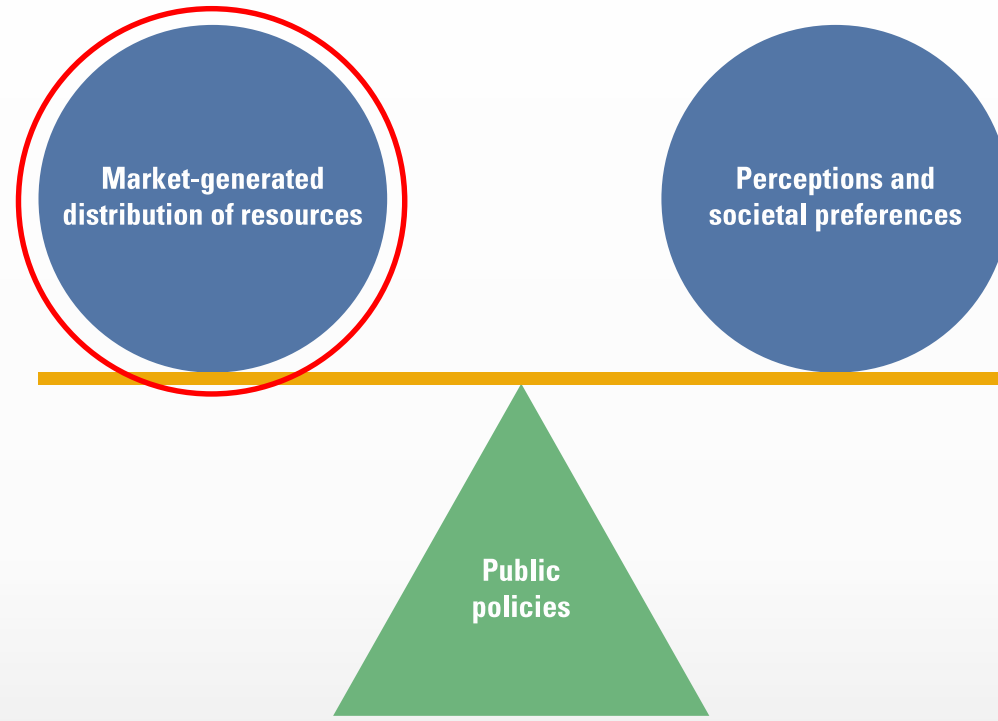 Market-generated
distribution of resources
Perceptions and
societal preferences
Public
policies